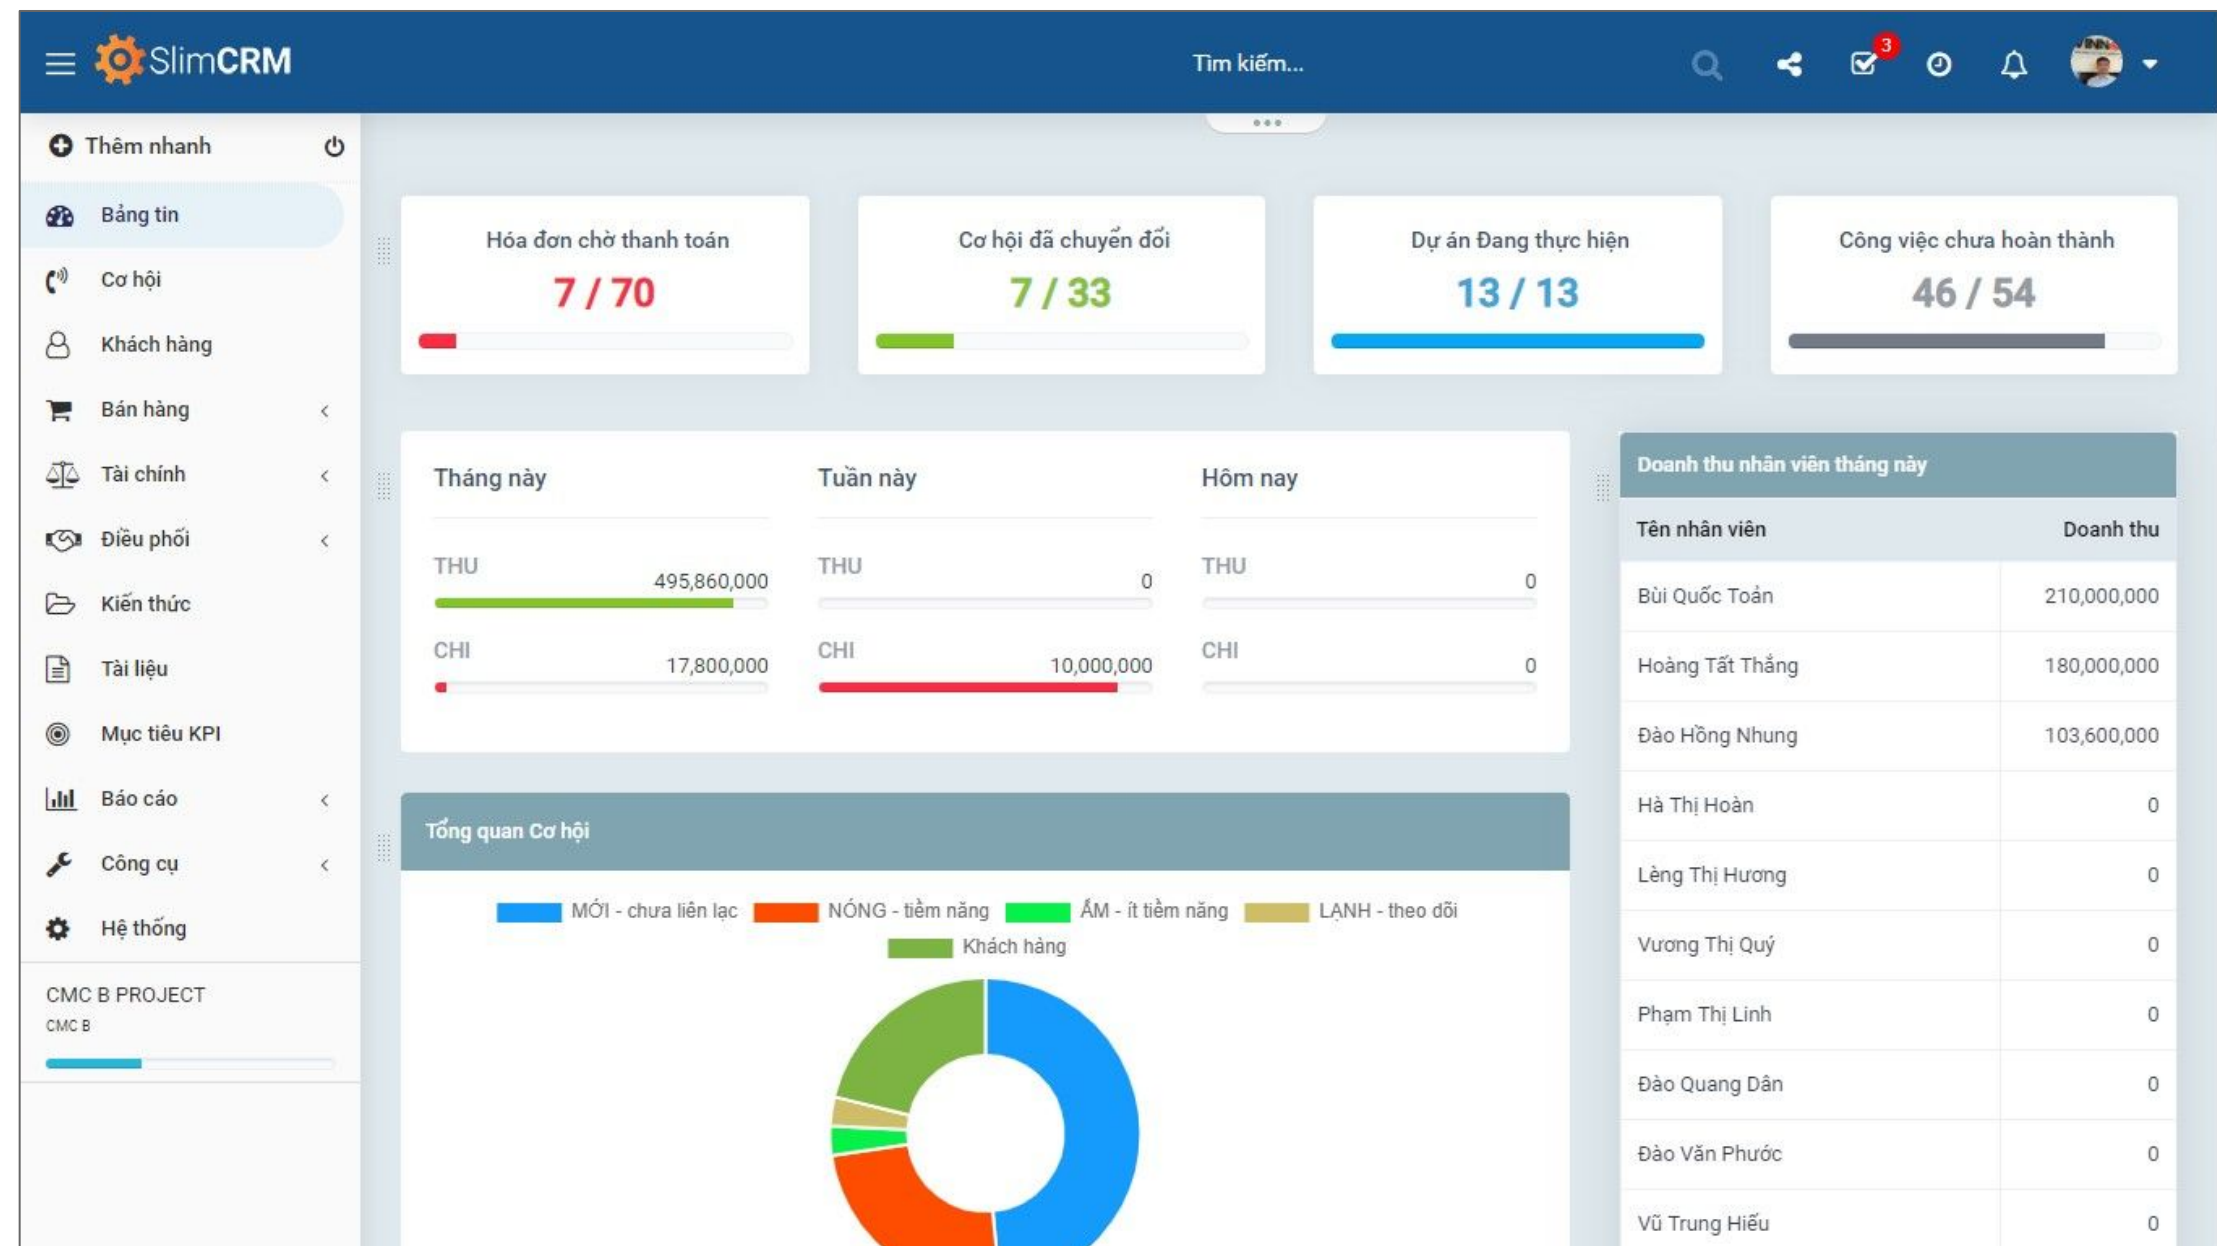 SlimCRM
Tìm kiếm...
3
Thêm nhanh
Bảng tin
Cơ hội
Khách hàng
Bán hàng
Tài chính
Điều phối
Kiến thức
Tài liệu
Mục tiêu KPI
Báo cáo
Công cụ
Hệ thống
CMC B PROJECT
CMC B
Hóa đơn chờ thanh toán
7 / 70
Cơ hội đã chuyển đổi
7 / 33
Dự án Đang thực hiện
13 / 13
Công việc chưa hoàn thành
46 / 54
Tháng này
THU
495,860,000
CHI
17,800,000
Tuần này
THU
0
CHI
10,000,000
Hôm nay
THU
0
CHI
0
Tổng quan Cơ hội
MỚI - chưa liên lạc NÓNG - tiềm năng ẤM - ít tiềm năng LẠNH - theo dõi
Khách hàng
Doanh thu nhân viên tháng này
Tên nhân viên Doanh thu
Bùi Quốc Toản 210,000,000
Hoàng Tất Thắng 180,000,000
Đào Hồng Nhung 103,600,000
Hà Thị Hoàn 0
Lèng Thị Hương 0
Vương Thị Quý 0
Phạm Thị Linh 0
Đào Quang Dân 0
Đào Văn Phước 0
Vũ Trung Hiếu 0